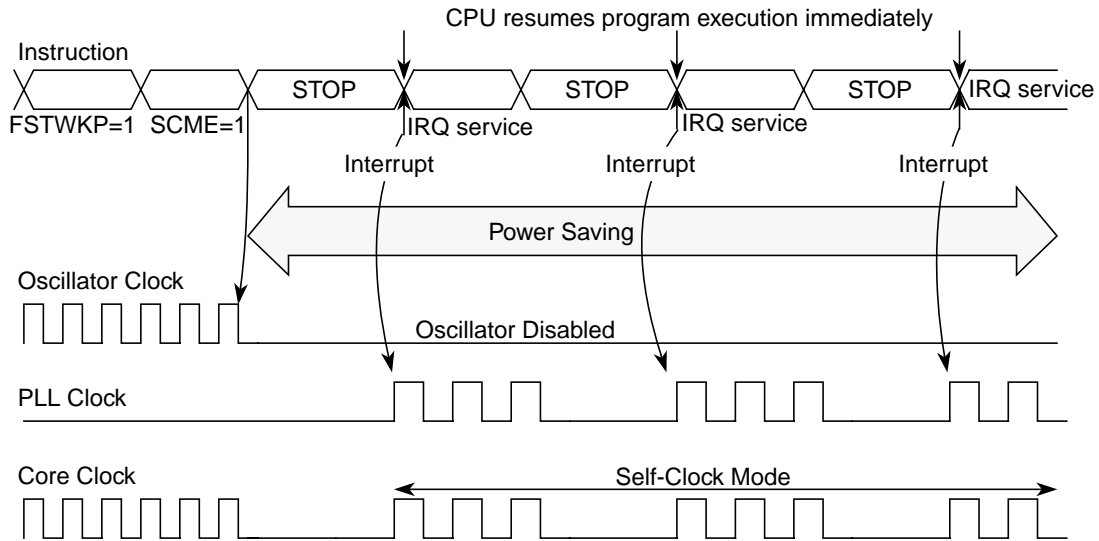 CPU resumes program execution immediately
Instruction
STOP STOP STOP IRQ service
FSTWKP=1 SCME=1 IRQ service IRQ service
Interrupt Interrupt Interrupt
Power Saving
Oscillator Clock
Oscillator Disabled
PLL Clock
Core Clock
Self-Clock Mode